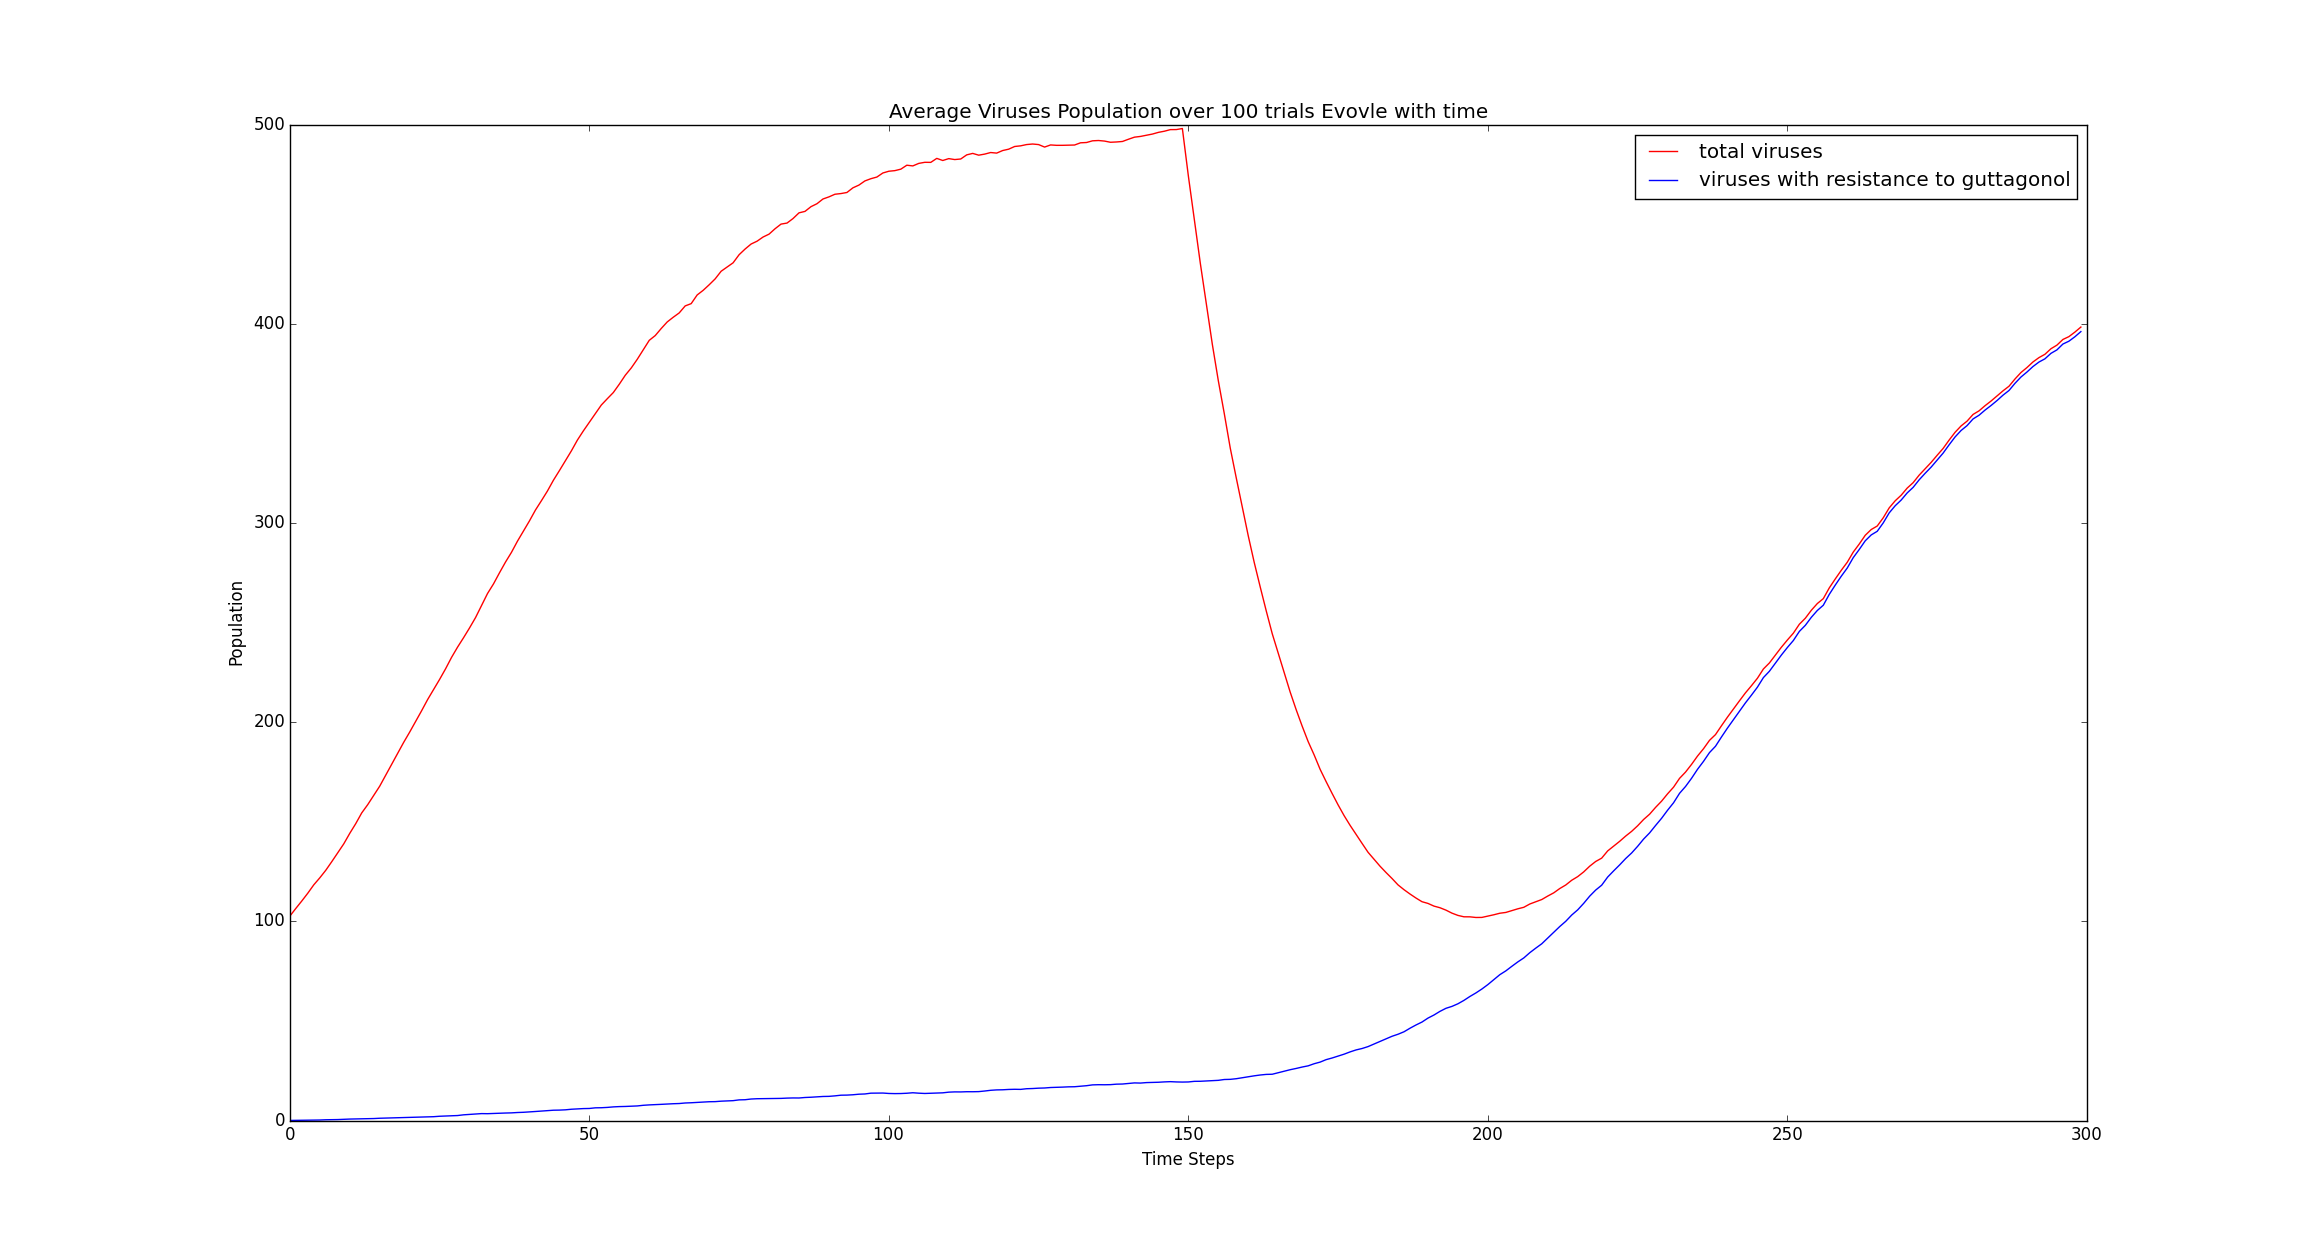 Average Viruses Population over 100 trials Evovle with time
500
400
300
200
100
0
Population
total viruses
viruses with resistance to guttagonol
0 50 100 150 200 250 300
Time Steps